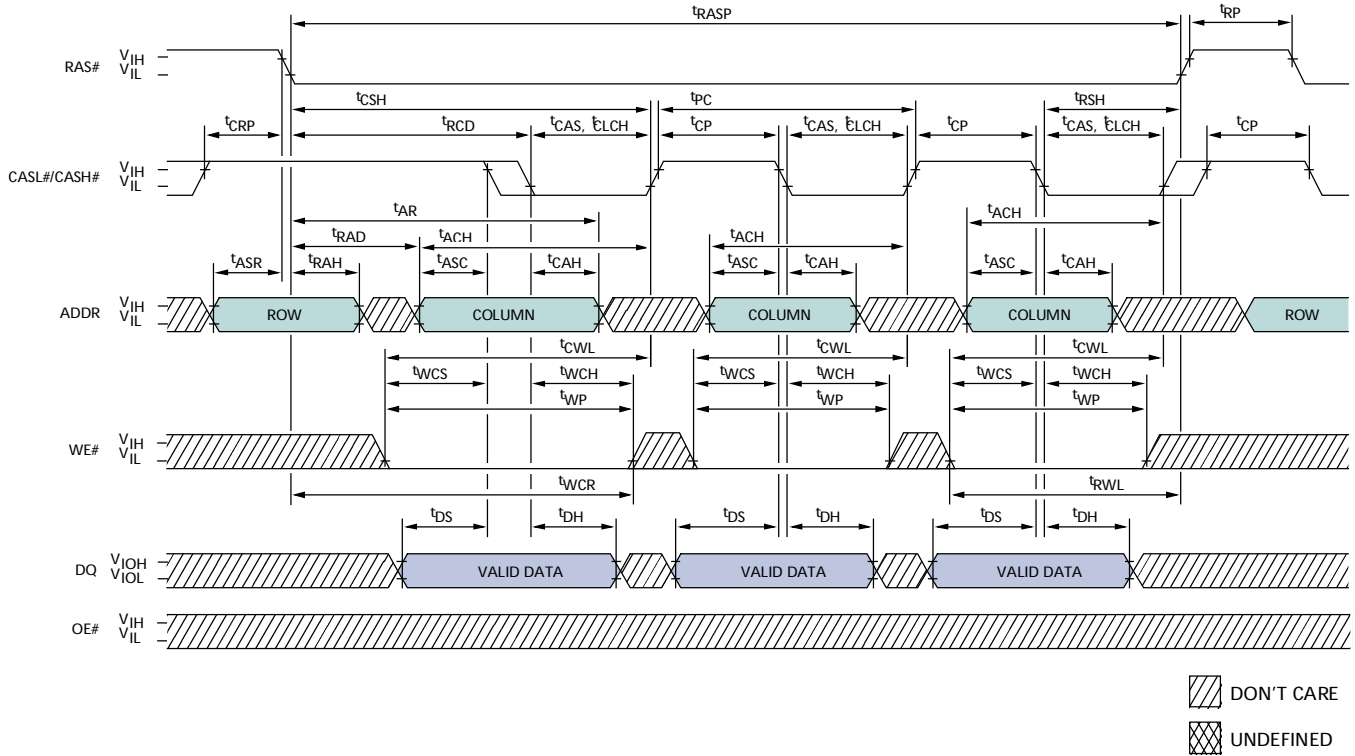 tRASP
tRP
RAS# VIH
VIL
tCSH tPC tRSH
tCRP tRCD tCAS, tCLCH tCP tCAS, tCLCH tCP tCAS, tCLCH tCP
CASL#/CASH# VIH
VIL
tAR tACH
tRAD tACH tACH
tASR tRAH tASC tCAH tASC tCAH tASC tCAH
ADDR VIH
VIL
ROW COLUMN COLUMN COLUMN ROW
tCWL tCWL tCWL
tWCS tWCH tWCS tWCH tWCS tWCH
tWP tWP tWP
WE# VIH
VIL
tWCR tRWL
tDS tDH tDS tDH tDS tDH
DQ VIOH
VIOL
VALID DATA VALID DATA VALID DATA
OE# VIH
VIL
DON'T CARE
UNDEFINED